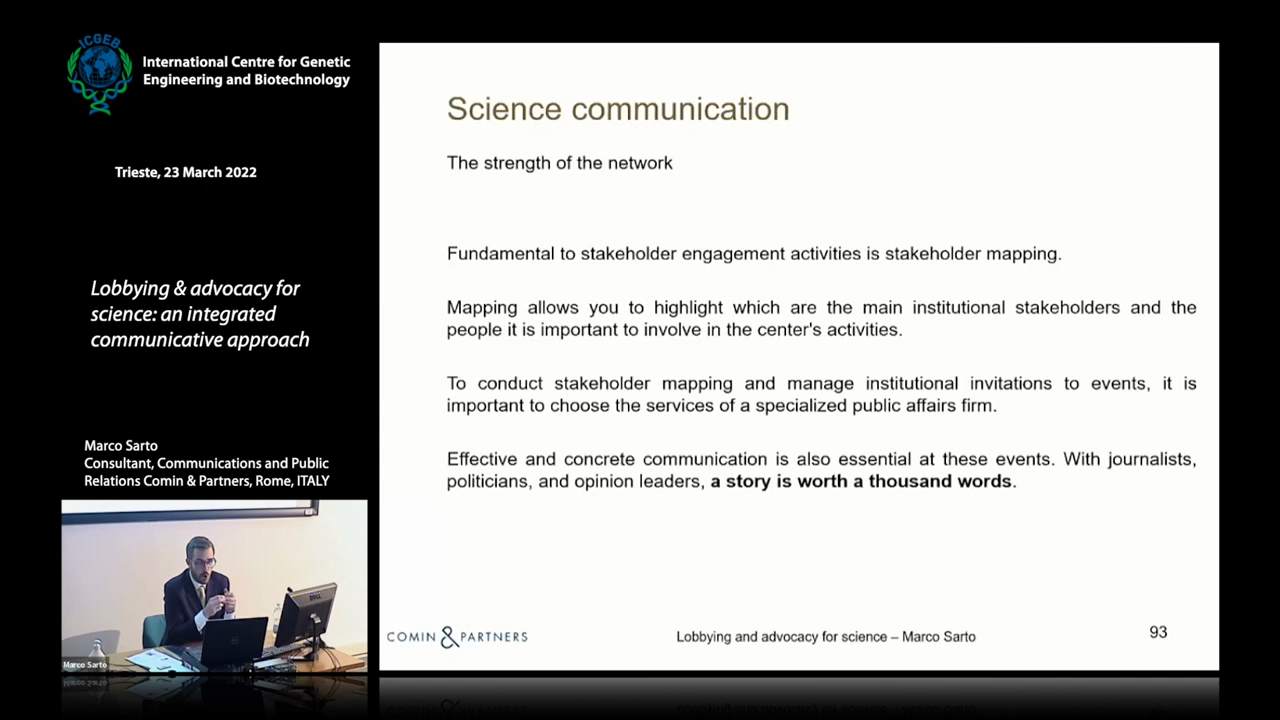 ICGEB
International Centre for Genetic
Engineering and Biotechnology
Trieste, 23 March 2022
Lobbying & advocacy for
science: an integrated
communicative approach
Marco Sarto
Consultant, Communications and Public
Relations Comin & Partners, Rome, ITALY
Marco Sarto
Science communication
The strength of the network
Fundamental to stakeholder engagement activities is stakeholder mapping.
Mapping allows you to highlight which are the main institutional stakeholders and the
people it is important to involve in the center's activities.
To conduct stakeholder mapping and manage institutional invitations to events, it is
important to choose the services of a specialized public affairs firm.
Effective and concrete communication is also essential at these events. With journalists,
politicians, and opinion leaders, a story is worth a thousand words.
COMIN & PARTNERS
Lobbying and advocacy for science – Marco Sarto
93